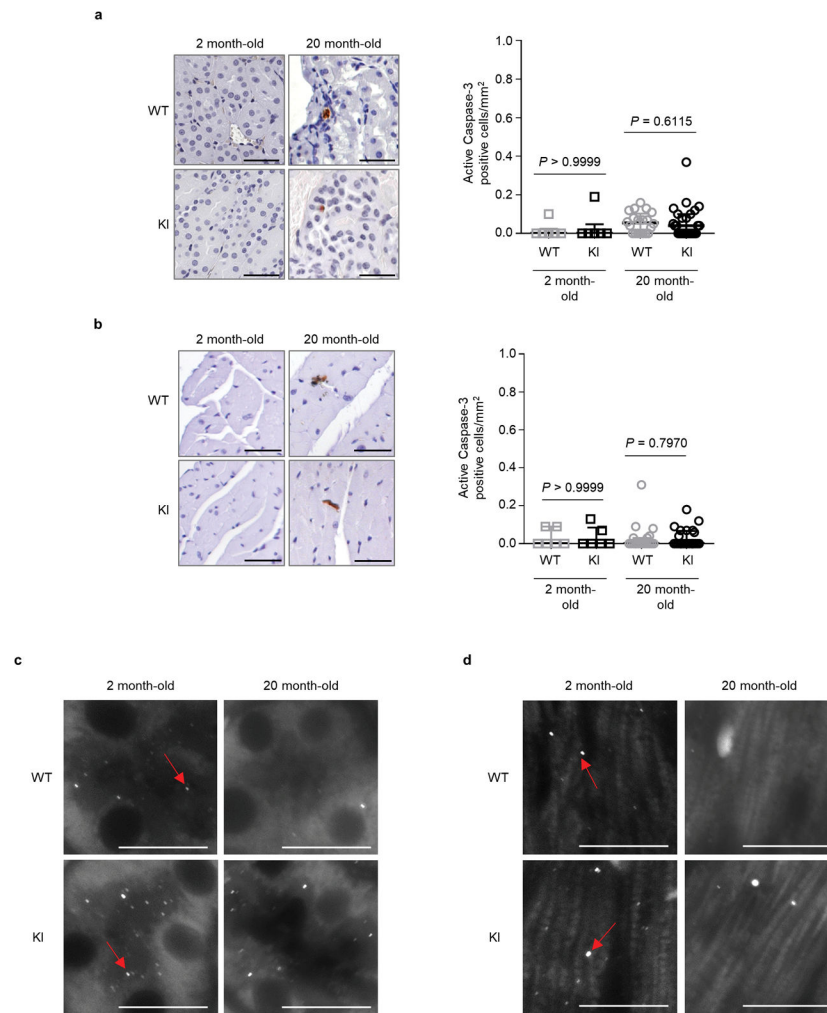 a
2 month-old 20 month-old
WT
KI
Active Caspase-3
positive cells/mm²
1.0
0.8
0.6
0.4
0.2
0.0
P > 0.9999
P = 0.6115
WT KI WT KI
2 month-
old
20 month-
old
b
2 month-old 20 month-old
WT
KI
Active Caspase-3
positive cells/mm²
1.0
0.8
0.6
0.4
0.2
0.0
P > 0.9999
P = 0.7970
WT KI WT KI
2 month-
old
20 month-
old
c
2 month-old 20 month-old
WT
KI
d
2 month-old 20 month-old
WT
KI